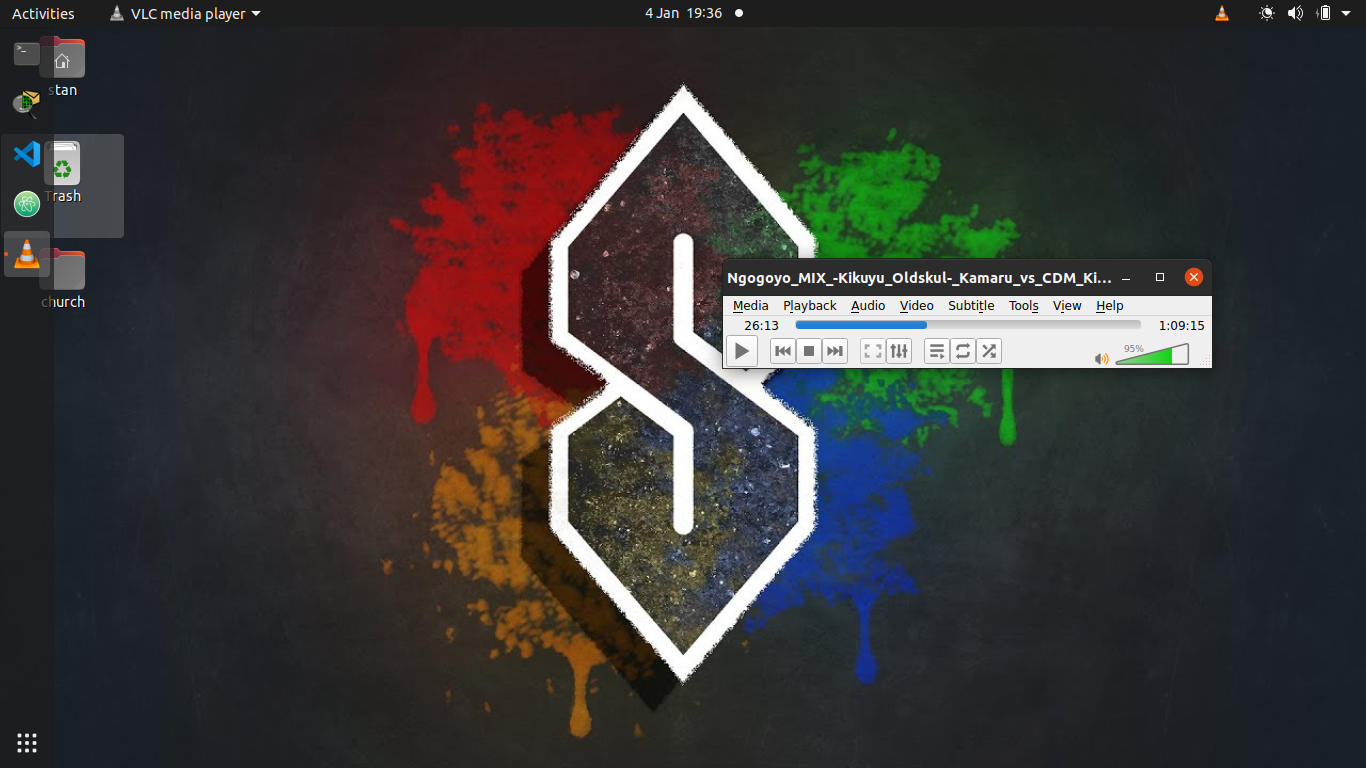 Activities
VLC media player
4 Jan 19:36
stan
Trash
church
Ngogoyo_MIX_-Kikuyu_Oldskul-_Kamaru_vs_CDM_Ki...
Media Playback Audio Video Subtitle Tools View Help
26:13
1:09:15
95%